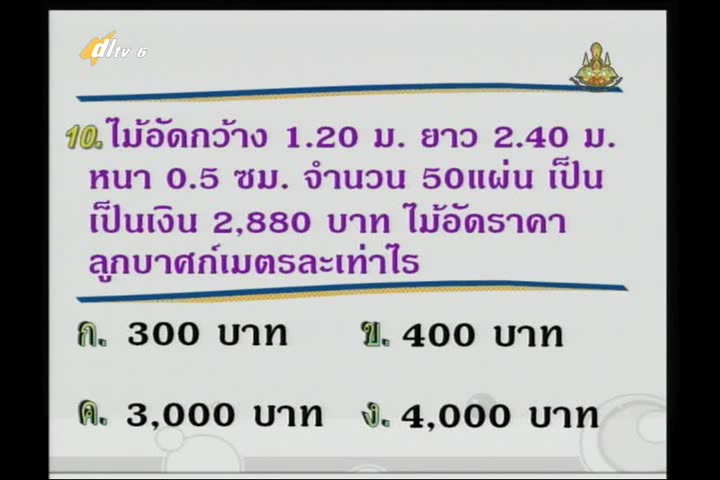 dltv 6
10. ไม้อัดกว้าง 1.20 ม. ยาว 2.40 ม.
หนา 0.5 ซม. จำนวน 50แผ่น เป็น
เป็นเงิน 2,880 บาท ไม้อัดราคา
ลูกบาศก์เมตรละเท่าไร
ก. 300 บาท ข. 400 บาท
ค. 3,000 บาท ง. 4,000 บาท